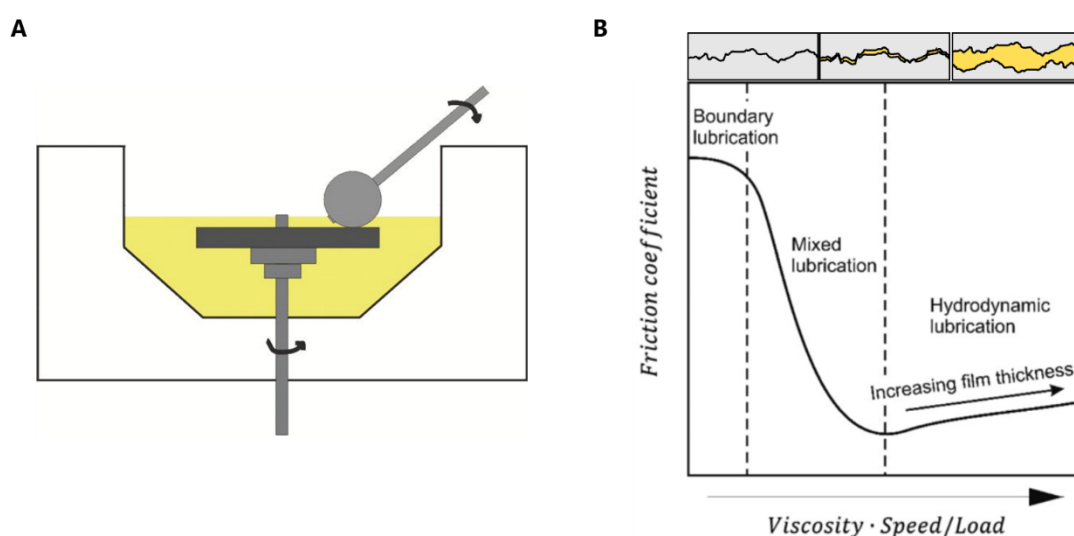 A
B
Boundary
lubrication
Mixed
lubrication
Hydrodynamic
lubrication
Increasing film thickness
Friction coefficient
Viscosity · Speed/Load